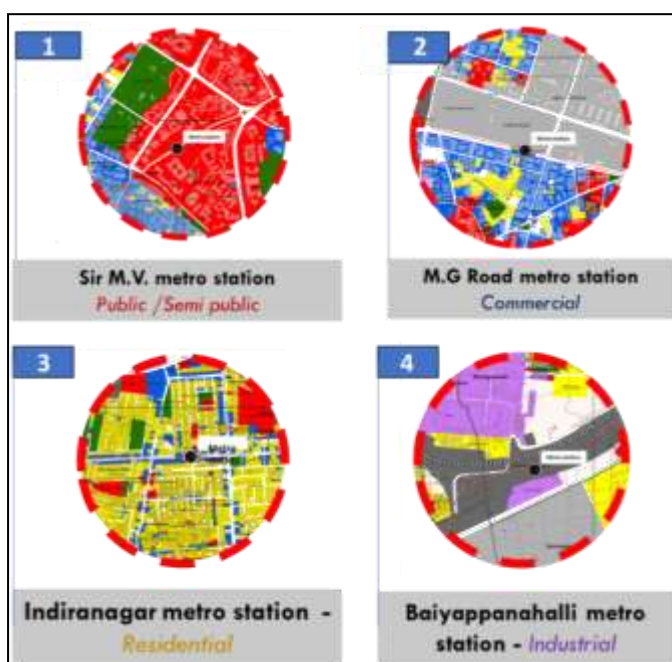 1
Sir M.V. metro station
Public /Semi public
2
M.G Road metro station
Commercial
3
Indiranagar metro station -
Residential
4
Baiyappanahalli metro
station - Industrial